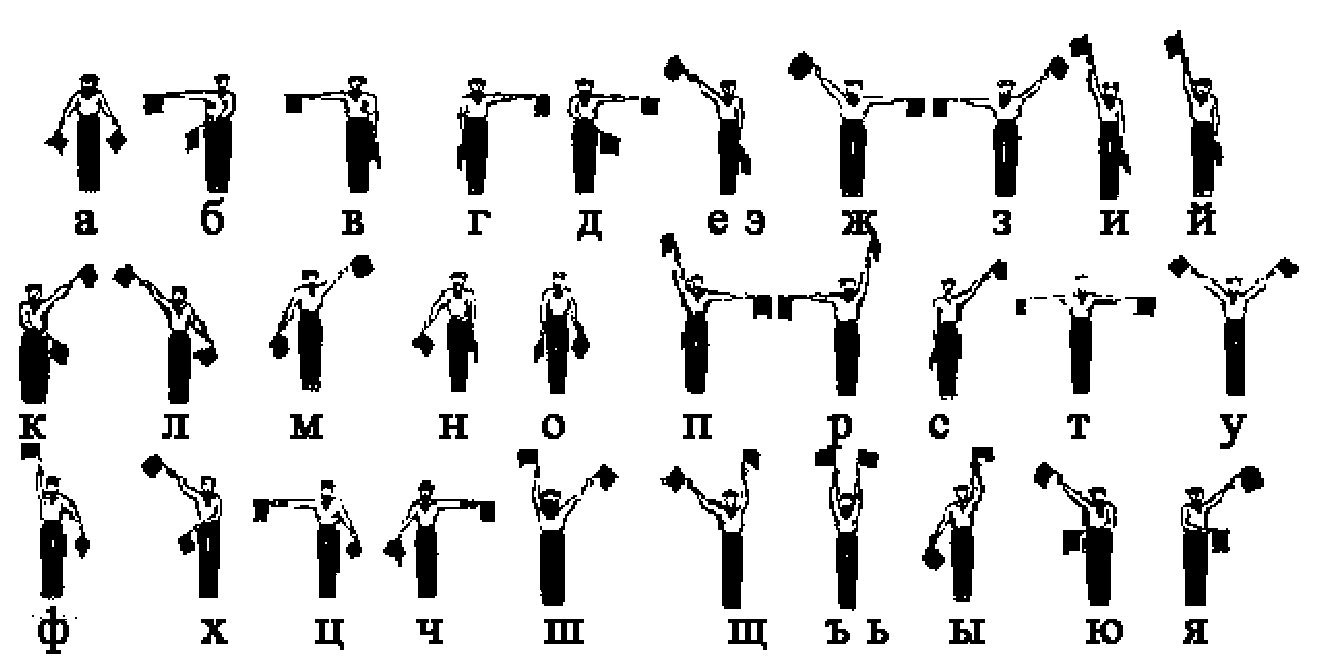 а б в г д е э ж з и й
к л м н о п р с т у
ф х ц ч ш щ ъ ь ы ю я